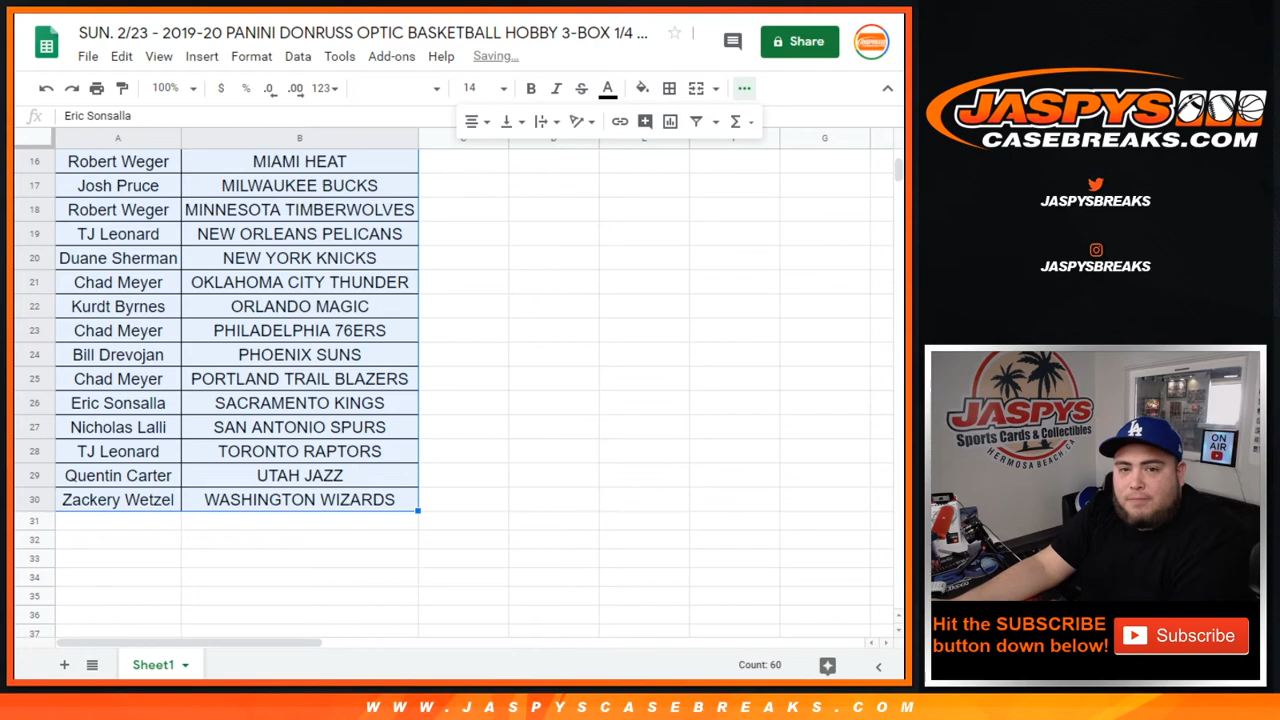 SUN. 2/23 - 2019-20 PANINI DONRUSS OPTIC BASKETBALL HOBBY 3-BOX 1/4 ...
Share
File Edit View Insert Format Data Tools Add-ons Help Saving...
100% $ % .0 .00 123 14 B I S A
fx Eric Sonsalla
A B G
16 Robert Weger MIAMI HEAT
17 Josh Pruce MILWAUKEE BUCKS
18 Robert Weger MINNESOTA TIMBERWOLVES
19 TJ Leonard NEW ORLEANS PELICANS
20 Duane Sherman NEW YORK KNICKS
21 Chad Meyer OKLAHOMA CITY THUNDER
22 Kurdt Byrnes ORLANDO MAGIC
23 Chad Meyer PHILADELPHIA 76ERS
24 Bill Drevojan PHOENIX SUNS
25 Chad Meyer PORTLAND TRAIL BLAZERS
26 Eric Sonsalla SACRAMENTO KINGS
27 Nicholas Lalli SAN ANTONIO SPURS
28 TJ Leonard TORONTO RAPTORS
29 Quentin Carter UTAH JAZZ
30 Zackery Wetzel WASHINGTON WIZARDS
31
32
33
34
35
36
37
Sheet1
Count: 60
JASPYS
CASEBREAKS.COM
JASPYSBREAKS
JASPYSBREAKS
JASPYS
Sports Cards & Collectibles
HERMOSA BEACH CA
ON
AIR
LA
Hit the SUBSCRIBE
button down below!
Subscribe
WWW.JASPYSCASEBREAKS.COM